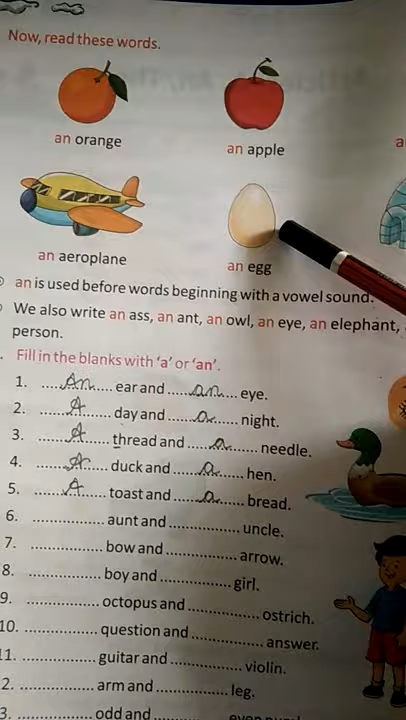 Now, read these words.
an orange
an apple
an aeroplane
an egg
an is used before words beginning with a vowel sound.
We also write an ass, an ant, an owl, an eye, an elephant,
person.
Fill in the blanks with 'a' or 'an'.
1. .....An..... ear and ......an.... eye.
2. ......A...... day and ......a..... night.
3. ......A...... thread and ......a...... needle.
4. ......A...... duck and ......a...... hen.
5. ......A...... toast and ......a...... bread.
6. .................. aunt and .................. uncle.
7. .................. bow and .................. arrow.
8. .................. boy and .................. girl.
9. .................. octopus and .................. ostrich.
10. .................. question and .................. answer.
11. .................. guitar and .................. violin.
2. .................. arm and .................. leg.
3. .................. odd and ..................